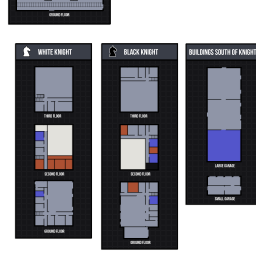 GROUND FLOOR
WHITE KNIGHT
THIRD FLOOR
SECOND FLOOR
GROUND FLOOR
BLACK KNIGHT
THIRD FLOOR
SECOND FLOOR
GROUND FLOOR
BUILDINGS SOUTH OF KNIGHT
LARGE GARAGE
SMALL GARAGE